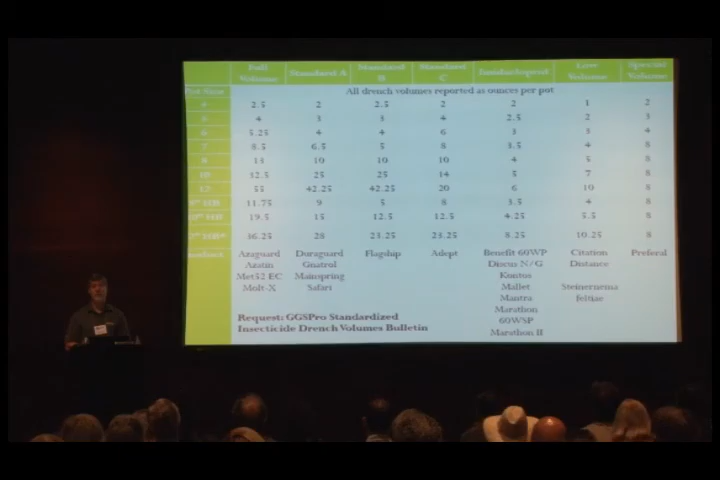 Full Volume Standard A Standard B Standard C Imidacloprid Low Volume Special Volume
Pot Size All drench volumes reported as ounces per pot
4 2.5 2 2.5 2 2 1 2
5 4 3 3 4 2.5 2 3
6 5.25 4 4 6 3 3 4
7 8.5 6.5 5 8 3.5 4 8
8 13 10 10 10 4 5 8
10 32.5 25 25 14 5 7 8
12 55 42.25 42.25 20 6 10 8
8" HB 11.75 9 5 8 3.5 4 8
10" HB 19.5 15 12.5 12.5 4.25 5.5 8
12" HB* 36.25 28 23.25 23.25 8.25 10.25 8
Product Azaguard Duraguard Flagship Adept Benefit 60WP Citation Preferal
Azatin Gnatrol Discus N/G Distance
Met52 EC Mainspring Kontos
Molt-X Safari Mallet Steinernema
Mantra feltiae
Marathon
60WSP
Marathon II
Request: GGSPro Standardized
Insecticide Drench Volumes Bulletin